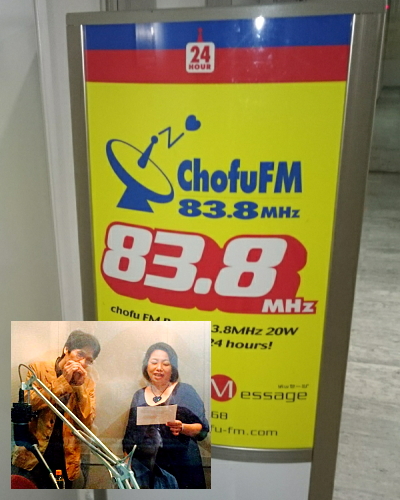 24
HOUR
ChofuFM
83.8MHz
83.8
MHz
chofu FM 3.8MHz 20W
24 hours!
Message
68
fu-fm.com